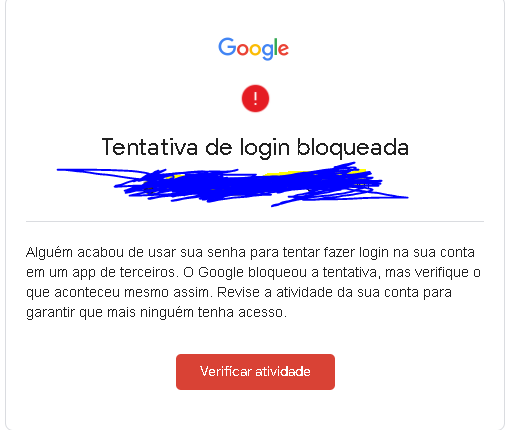 Google
Tentativa de login bloqueada
Alguém acabou de usar sua senha para tentar fazer login na sua conta
em um app de terceiros. O Google bloqueou a tentativa, mas verifique o
que aconteceu mesmo assim. Revise a atividade da sua conta para
garantir que mais ninguém tenha acesso.
Verificar atividade